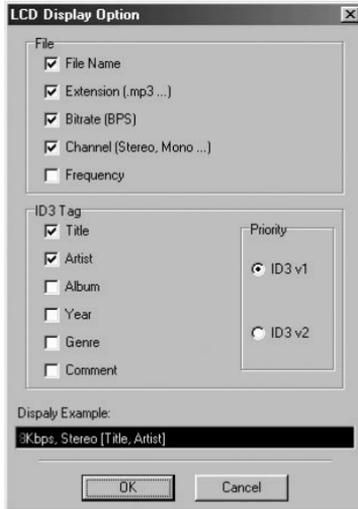 LCD Display Option
File
File Name
Extension (.mp3 ...)
Bitrate (BPS)
Channel (Stereo, Mono ...)
Frequency
ID3 Tag
Title
Priority
Artist
ID3 v1
Album
Year
ID3 v2
Genre
Comment
Dispaly Example:
8Kbps, Stereo [Title, Artist]
OK
Cancel